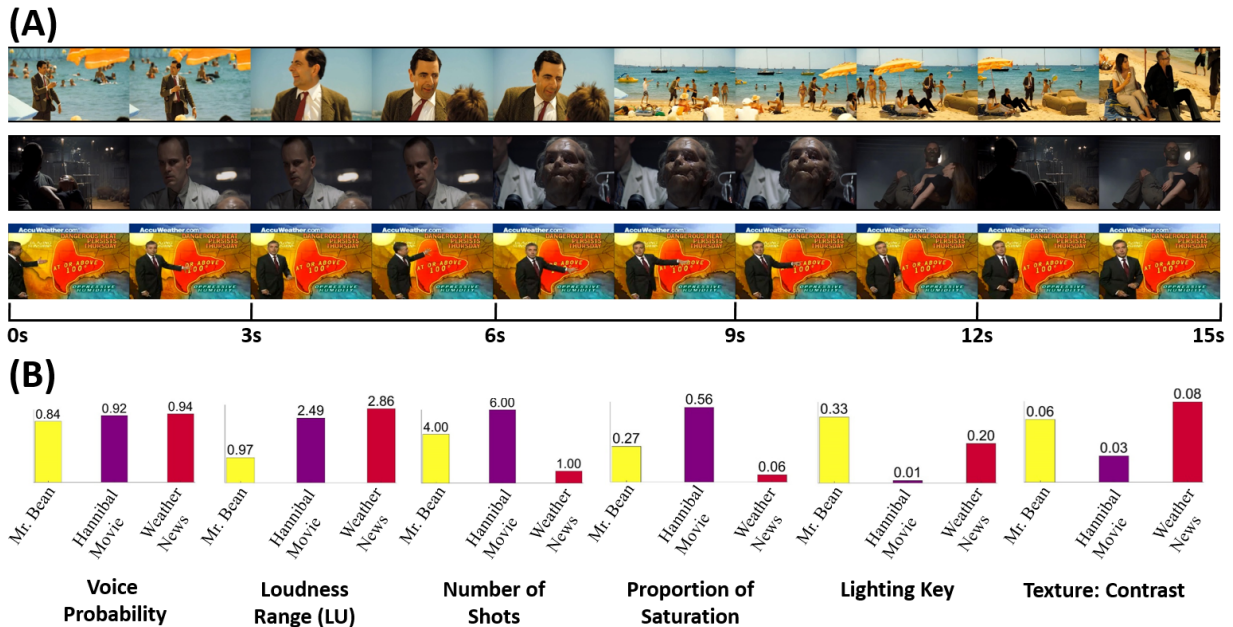 (A)
AccuWeather.com DANGEROUS HEAT
PERSISTS
THURSDAY
AT OR ABOVE
100°
0s 3s 6s 9s 12s 15s
(B)
0.84 0.92 0.94
Mr. Bean
Hannibal
Movie
Weather
News
Voice
Probability
0.97 2.49 2.86
Mr. Bean
Hannibal
Movie
Weather
News
Loudness
Range (LU)
4.00 6.00 1.00
Mr. Bean
Hannibal
Movie
Weather
News
Number of
Shots
0.27 0.56 0.06
Mr. Bean
Hannibal
Movie
Weather
News
Proportion of
Saturation
0.33 0.01 0.20
Mr. Bean
Hannibal
Movie
Weather
News
Lighting Key
0.06 0.03 0.08
Mr. Bean
Hannibal
Movie
Weather
News
Texture: Contrast